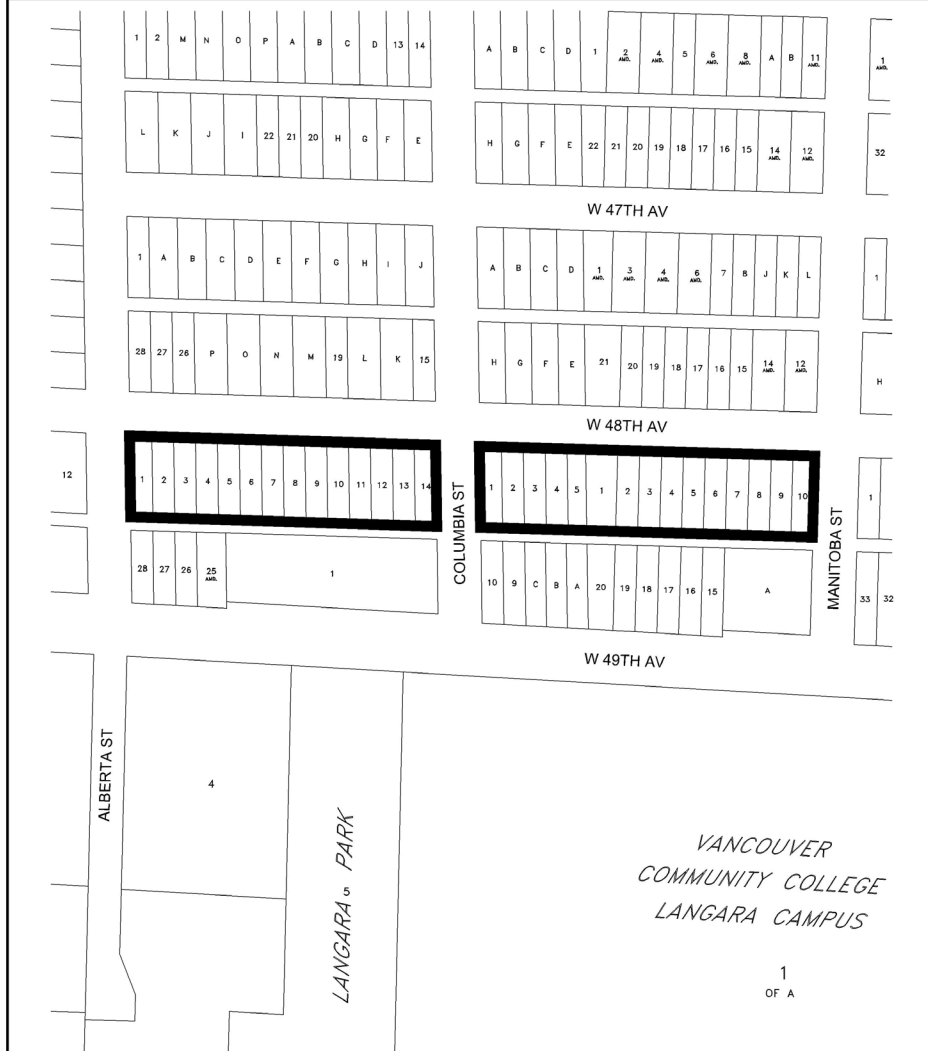 1 2 M N O P A B C D 13 14
A B C D 1 2 AMD. 4 AMD. 5 6 AMD. 8 AMD. A B 11 AMD.
1 AMD.
L K J I 22 21 20 H G F E
H G F E 22 21 20 19 18 17 16 15 14 AMD. 12 AMD.
32
W 47TH AV
1 A B C D E F G H I J
A B C D 1 AMD. 3 AMD. 4 AMD. 6 AMD. 7 8 J K L
1
28 27 26 P O N M 19 L K 15
H G F E 21 20 19 18 17 16 15 14 AMD. 12 AMD.
H
W 48TH AV
12
1 2 3 4 5 6 7 8 9 10 11 12 13 14
1 2 3 4 5 1 2 3 4 5 6 7 8 9 10
1
COLUMBIA ST
MANITOBA ST
28 27 26 25 AMD. 1
10 9 C B A 20 19 18 17 16 15 A
33 32
W 49TH AV
ALBERTA ST
4
LANGARA PARK
5
VANCOUVER
COMMUNITY COLLEGE
LANGARA CAMPUS
1
OF A